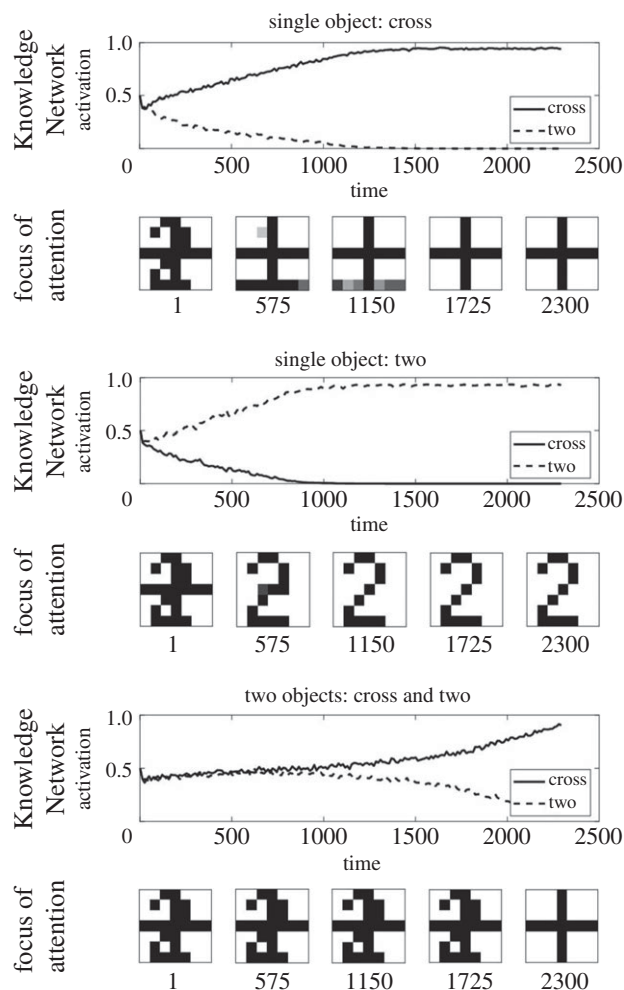 single object: cross
Knowledge
Network
activation
1.0
0.5
0 500 1000 1500 2000 2500
cross
two
time
focus of
attention
1 575 1150 1725 2300
single object: two
Knowledge
Network
activation
1.0
0.5
0 500 1000 1500 2000 2500
cross
two
time
focus of
attention
1 575 1150 1725 2300
two objects: cross and two
Knowledge
Network
activation
1.0
0.5
0 500 1000 1500 2000 2500
cross
two
time
focus of
attention
1 575 1150 1725 2300